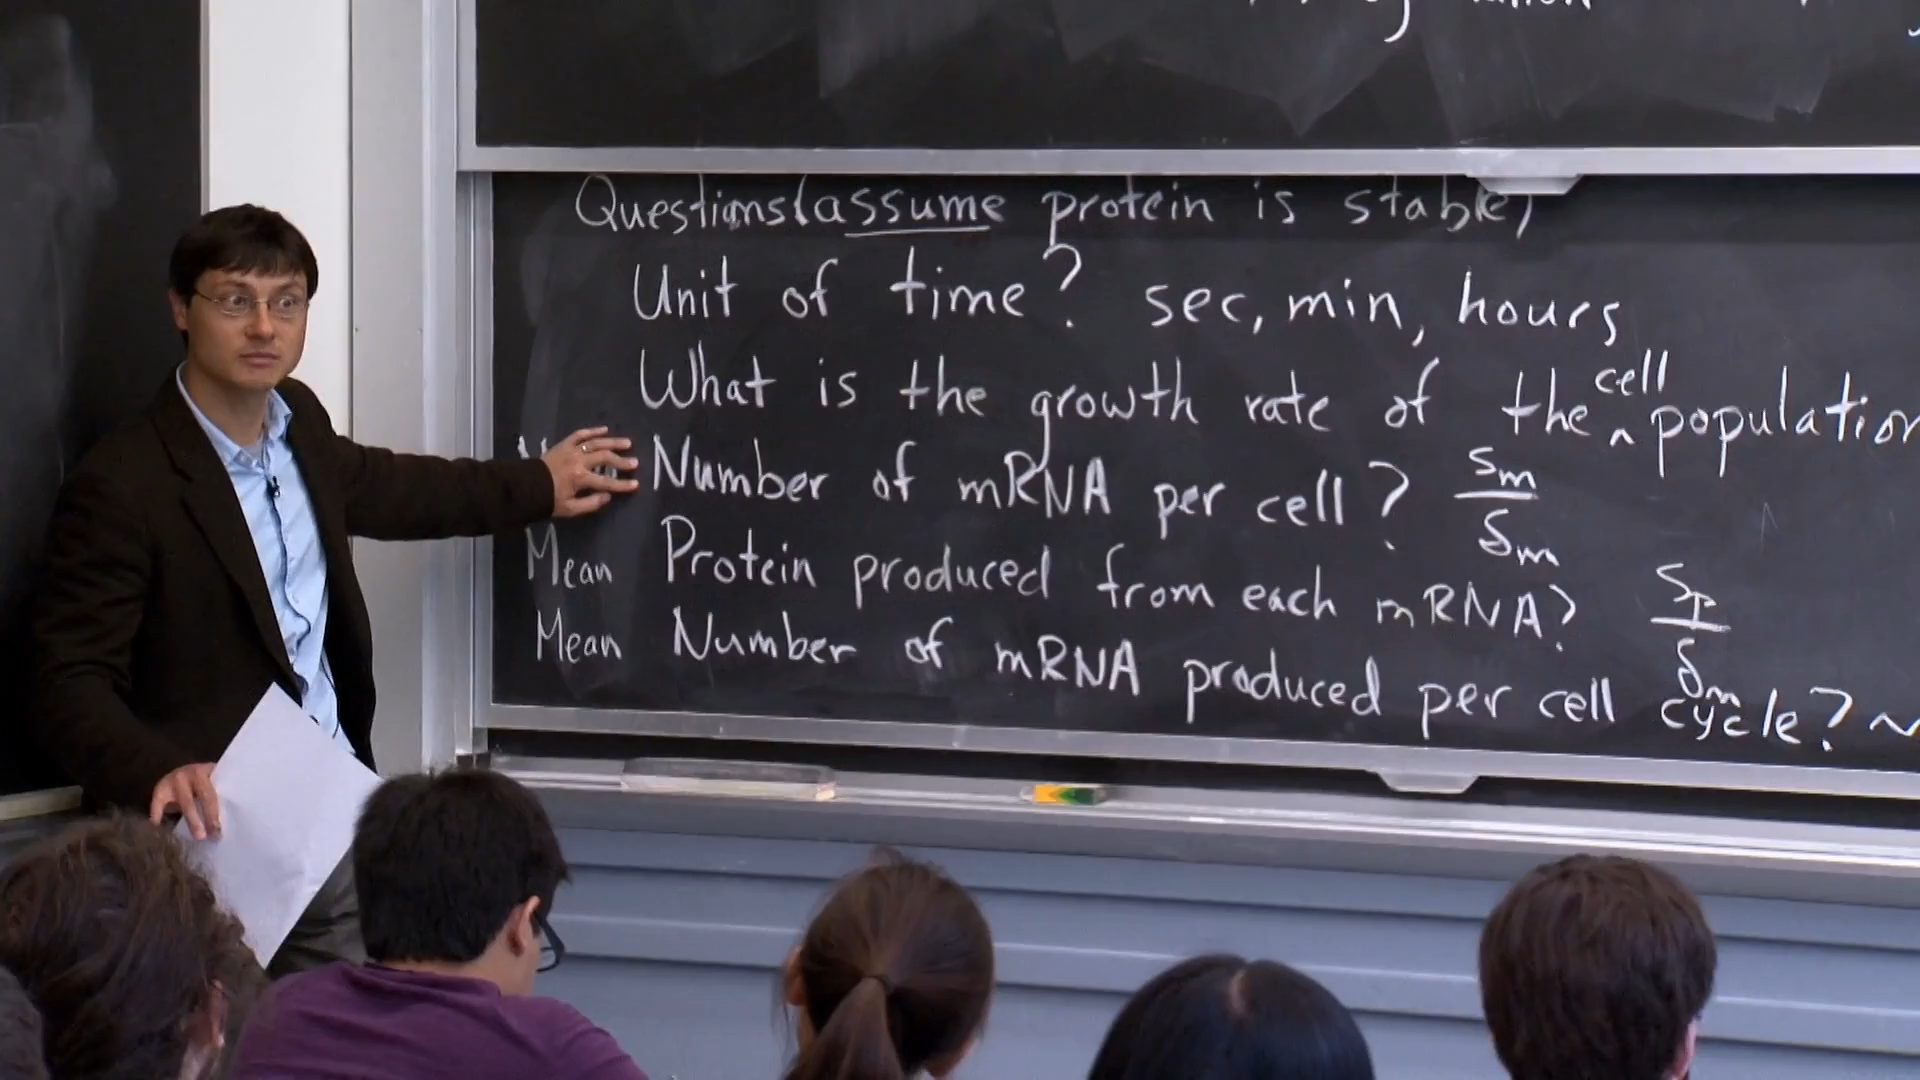 Questions (assume protein is stable)
Unit of time? sec, min, hours
What is the growth rate of the cell population
Number of mRNA per cell? Sm/δm
Mean Protein produced from each mRNA? Sp/δm
Mean Number of mRNA produced per cell cycle? ~